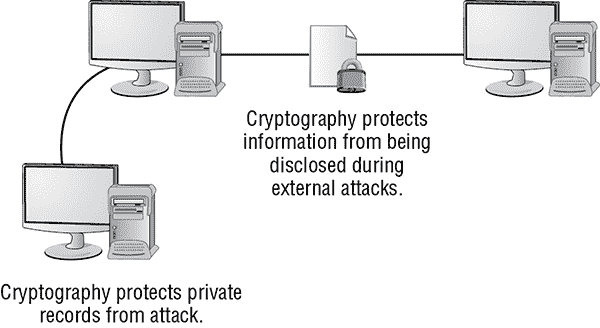 Cryptography protects
information from being
disclosed during
external attacks.
Cryptography protects private
records from attack.